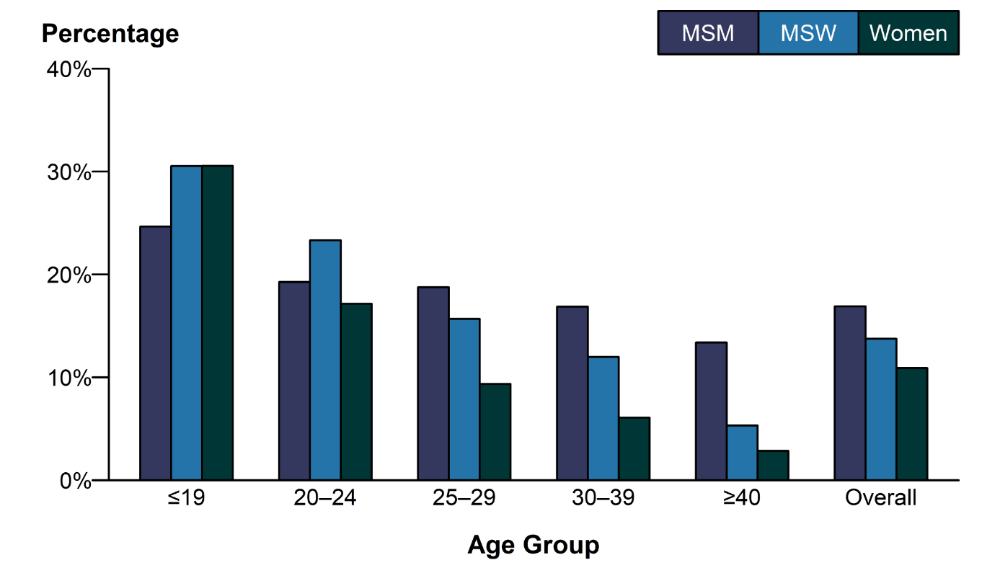 Percentage
MSM MSW Women
40%
30%
20%
10%
0%
≤19 20–24 25–29 30–39 ≥40 Overall
Age Group